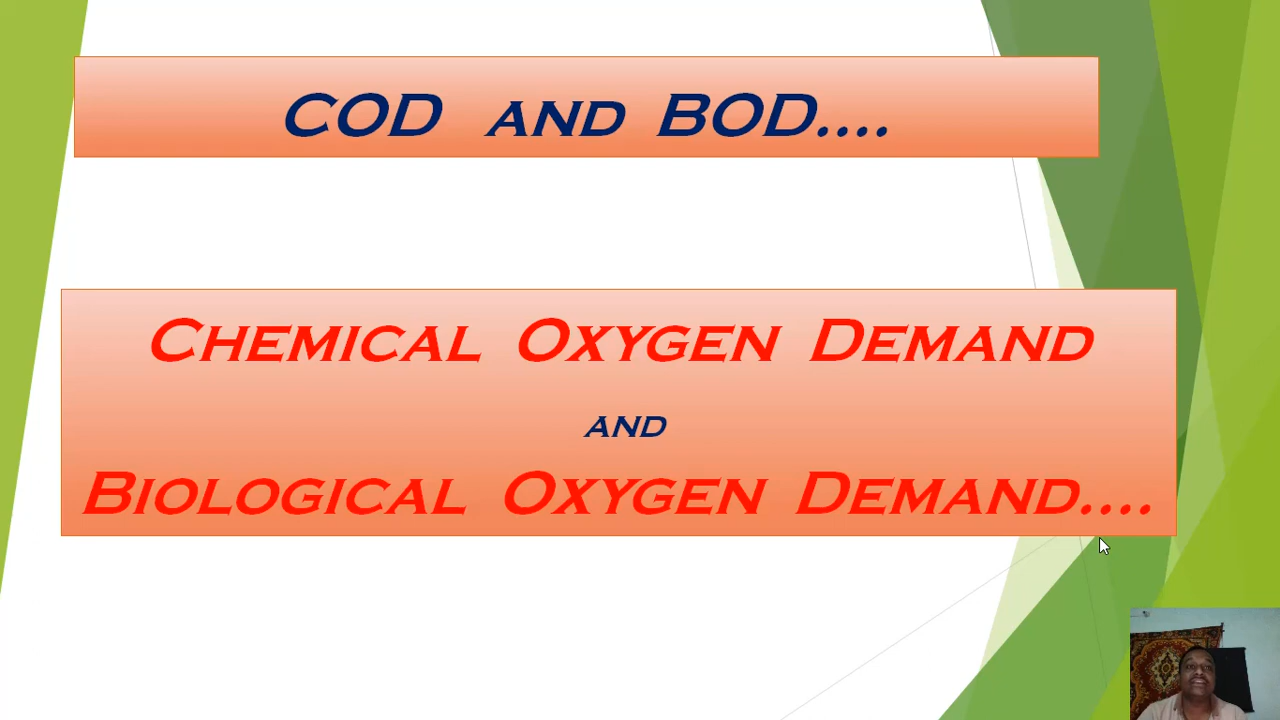 COD and BOD....
Chemical Oxygen Demand
and
Biological Oxygen Demand....